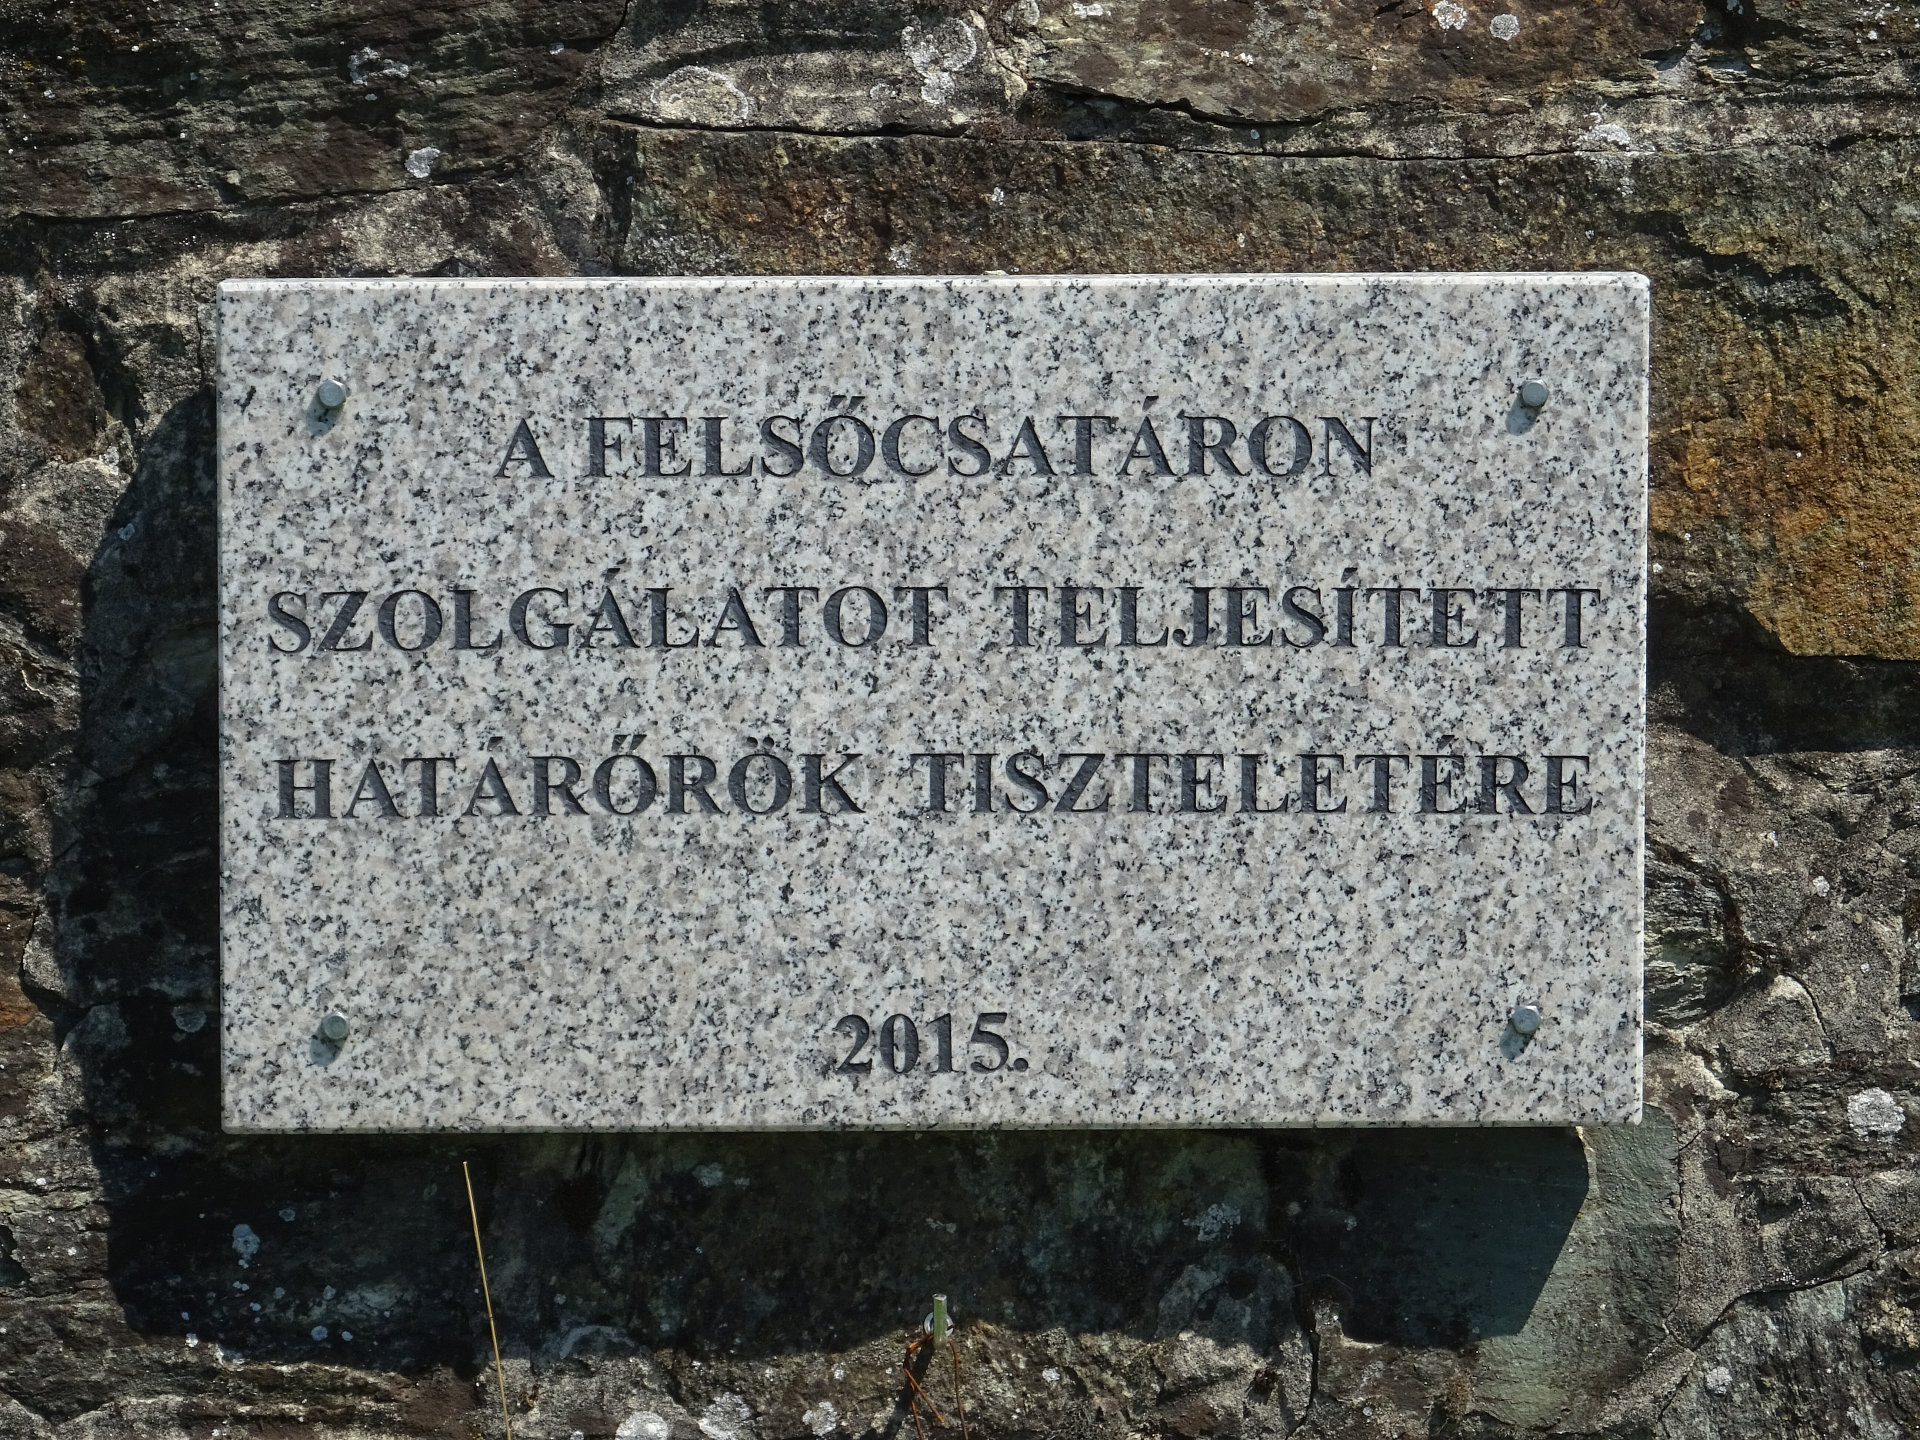 A FELSŐCSATÁRON
SZOLGÁLATOT TELJESÍTETT
HATÁRŐRÖK TISZTELETÉRE
2015.